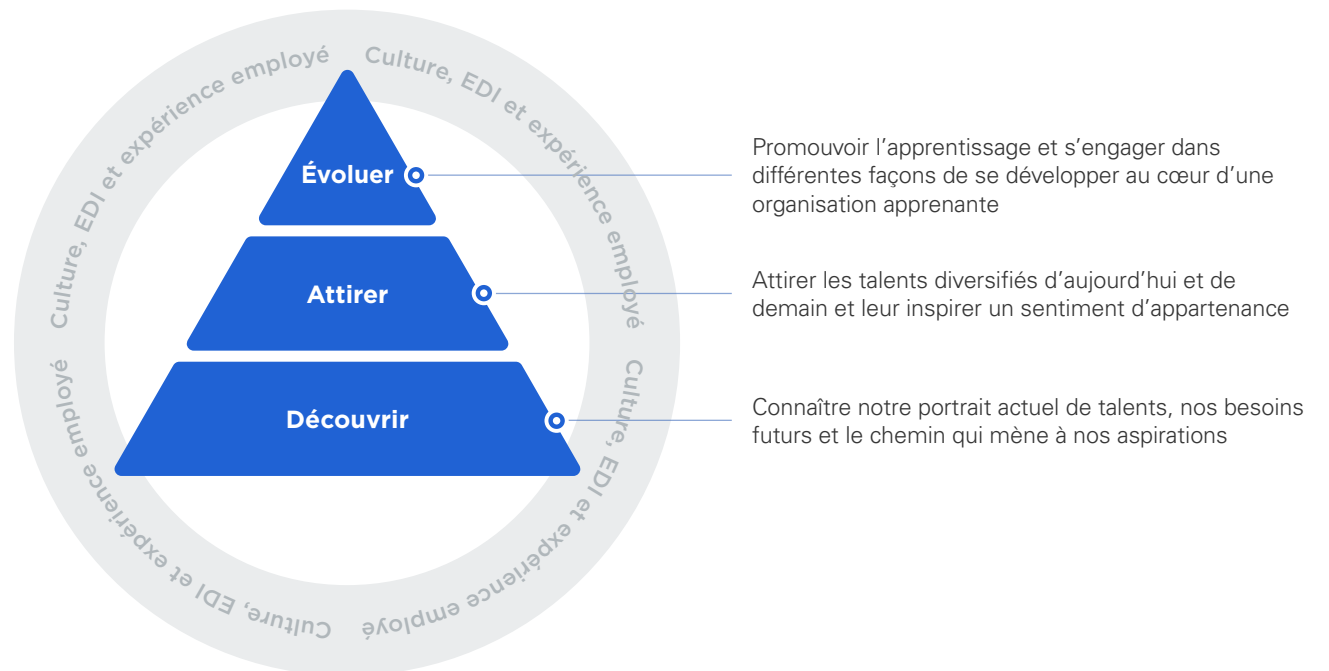 Culture, EDI et expérience employé
Culture, EDI et expérience employé
Culture, EDI et expérience employé
Culture, EDI et expérience employé
Évoluer
Promouvoir l’apprentissage et s’engager dans
différentes façons de se développer au cœur d’une
organisation apprenante
Attirer
Attirer les talents diversifiés d’aujourd’hui et de
demain et leur inspirer un sentiment d’appartenance
Découvrir
Connaître notre portrait actuel de talents, nos besoins
futurs et le chemin qui mène à nos aspirations